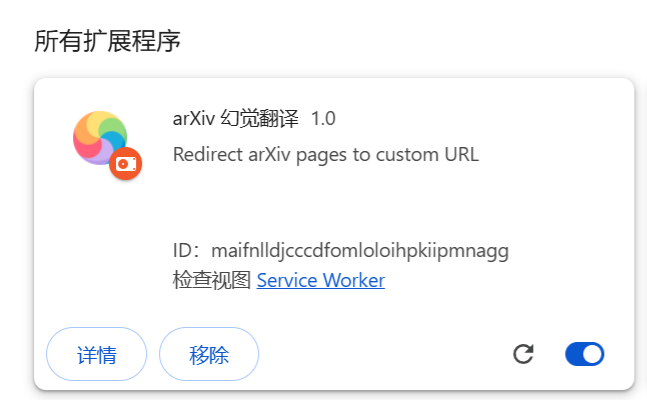 所有扩展程序
arXiv 幻觉翻译 1.0
Redirect arXiv pages to custom URL
ID：maifnlldjcccdfomloloihpkiipmnagg
检查视图 Service Worker
详情 移除